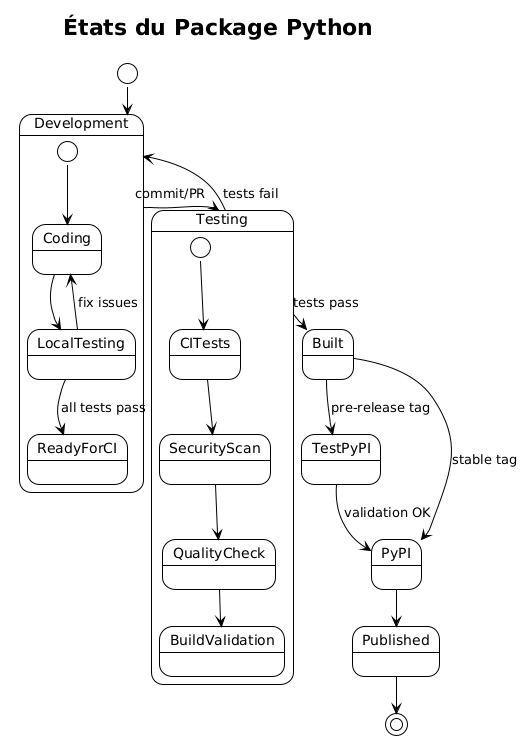 États du Package Python
Development
commit/PR
tests fail
Testing
Coding
fix issues
LocalTesting
all tests pass
ReadyForCI
CITests
SecurityScan
QualityCheck
BuildValidation
tests pass
Built
pre-release tag
stable tag
TestPyPI
validation OK
PyPI
Published